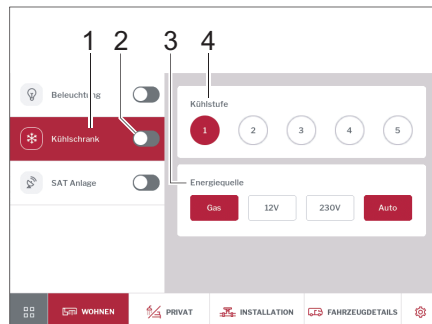 1 2 3 4
Beleuchtung
Kühlschrank
SAT Anlage
Kühlstufe
1 2 3 4 5
Energiequelle
Gas 12V 230V Auto
WOHNEN PRIVAT INSTALLATION FAHRZEUGDETAILS